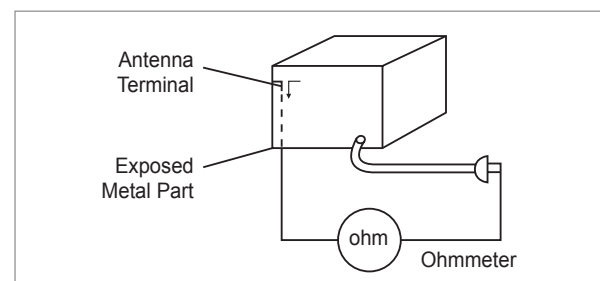 Antenna
Terminal
Exposed
Metal Part
ohm
Ohmmeter